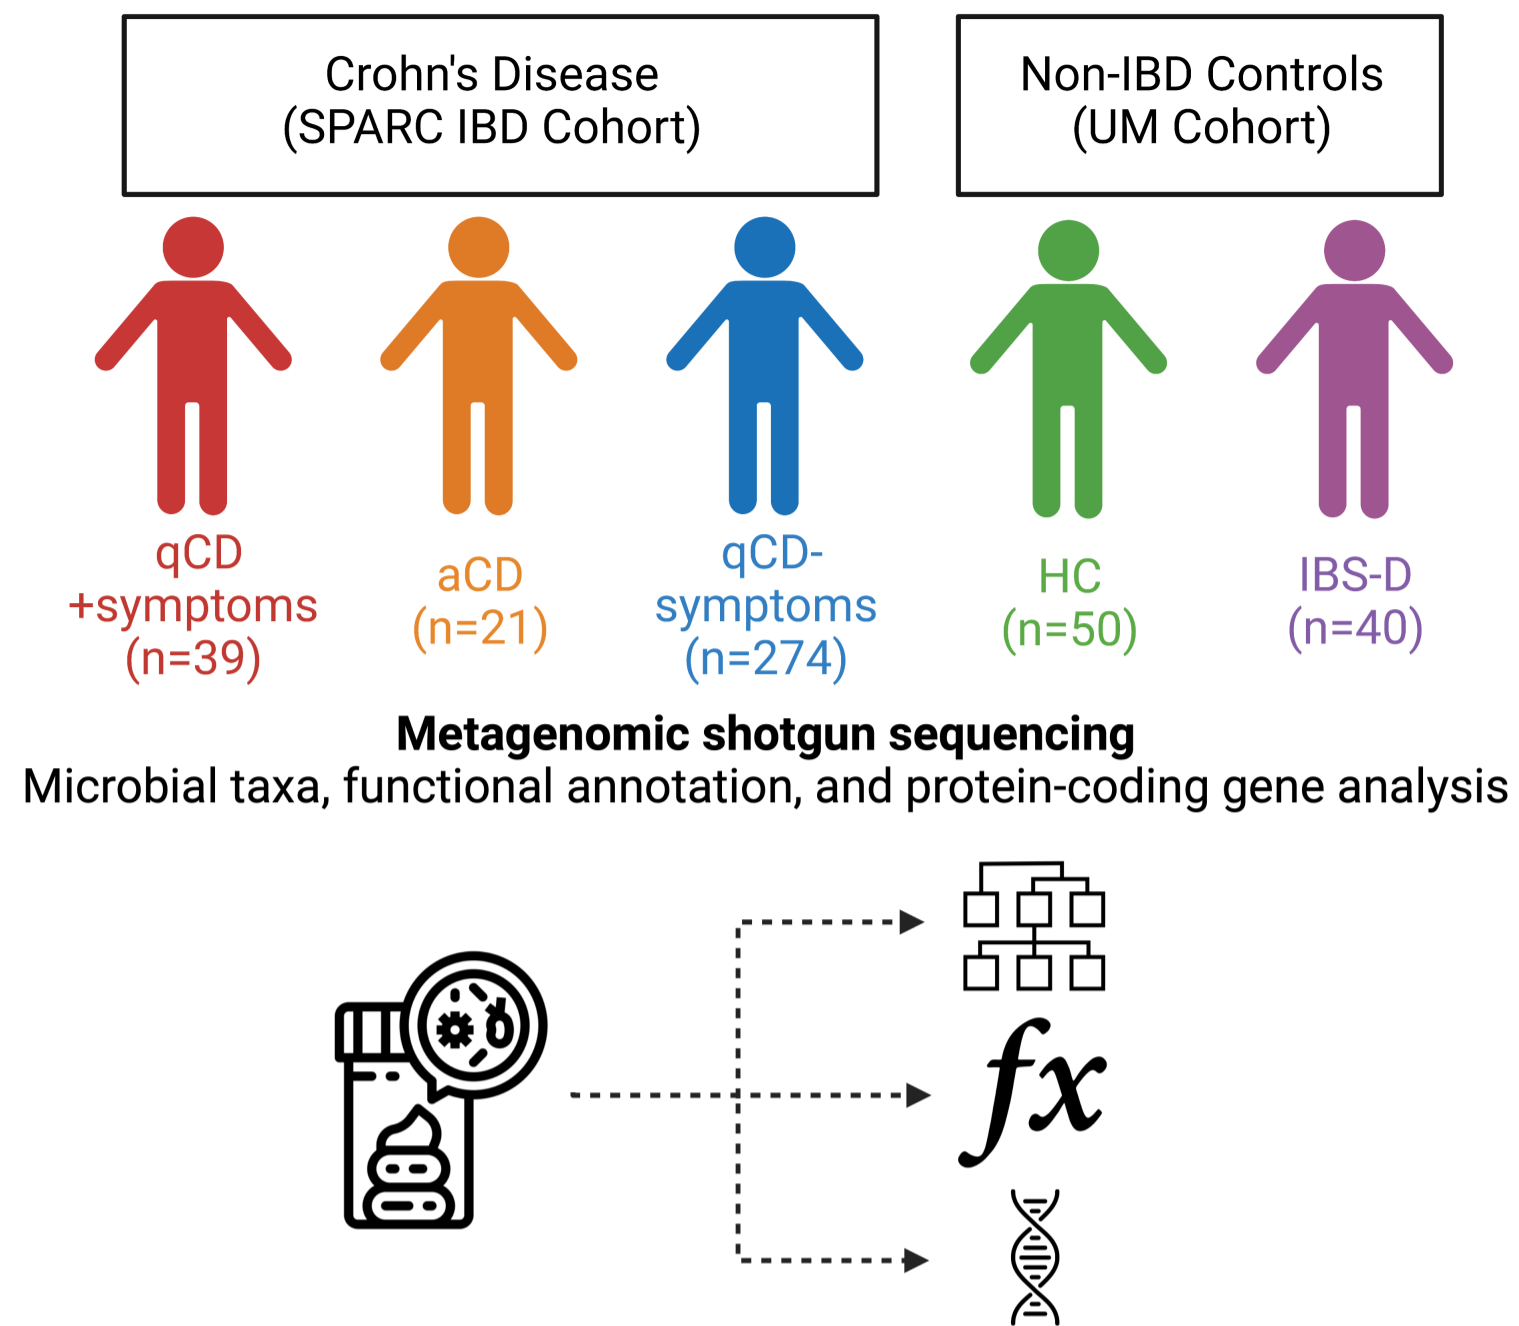 Crohn's Disease
(SPARC IBD Cohort)
Non-IBD Controls
(UM Cohort)
qCD
+symptoms
(n=39)
aCD
(n=21)
qCD-
symptoms
(n=274)
HC
(n=50)
IBS-D
(n=40)
Metagenomic shotgun sequencing
Microbial taxa, functional annotation, and protein-coding gene analysis
fx